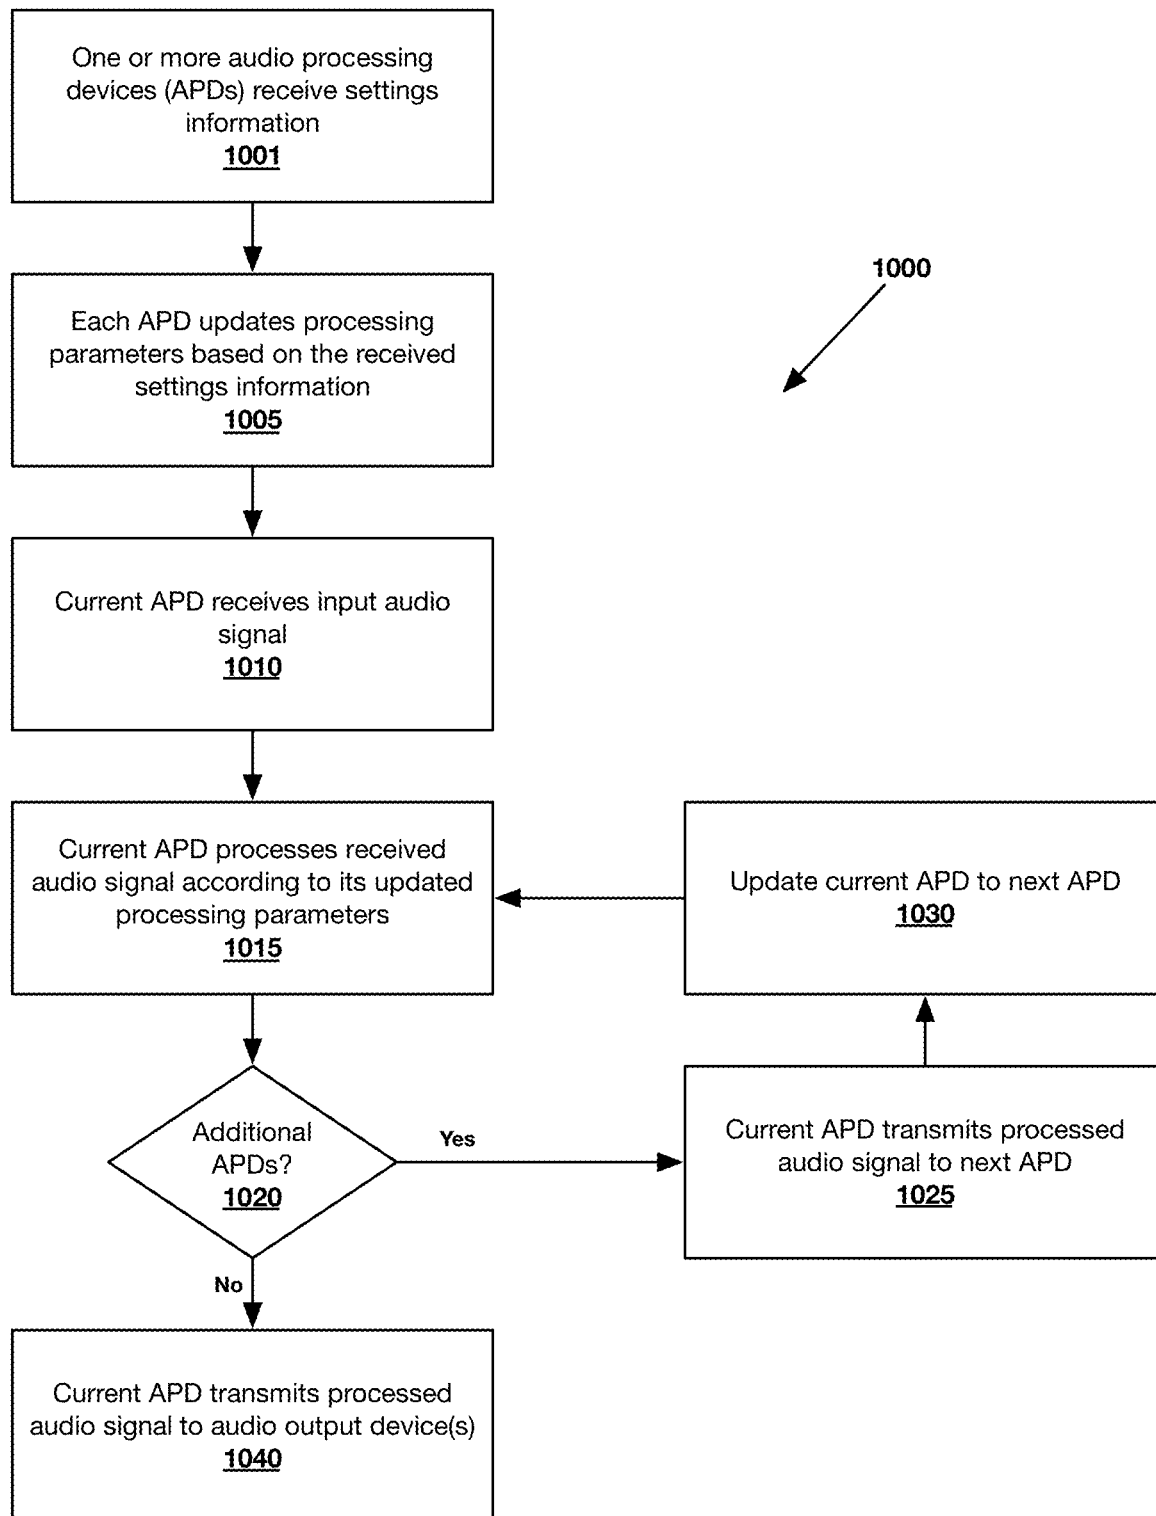 One or more audio processing
devices (APDs) receive settings
information
1001
1000
Each APD updates processing
parameters based on the received
settings information
1005
Current APD receives input audio
signal
1010
Current APD processes received
audio signal according to its updated
processing parameters
1015
Update current APD to next APD
1030
Additional
APDs?
1020
Yes
Current APD transmits processed
audio signal to next APD
1025
No
Current APD transmits processed
audio signal to audio output device(s)
1040